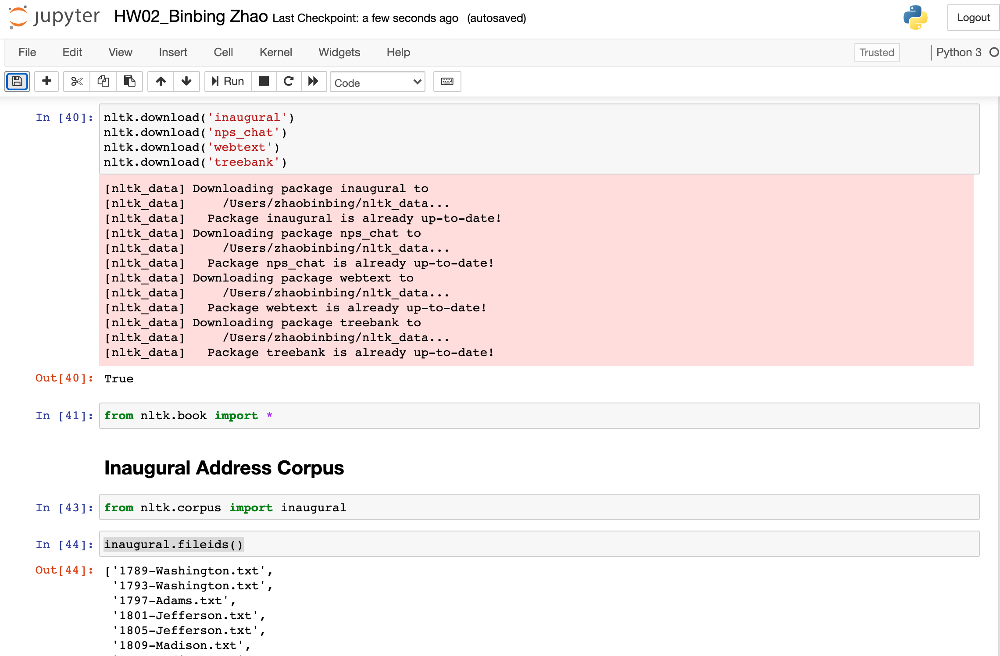 jupyter HW02_Binbing Zhao Last Checkpoint: a few seconds ago (autosaved) Logout
File Edit View Insert Cell Kernel Widgets Help Trusted Python 3
Run Code
In [40]: nltk.download('inaugural')
nltk.download('nps_chat')
nltk.download('webtext')
nltk.download('treebank')
[nltk_data] Downloading package inaugural to
[nltk_data]     /Users/zhaobinbing/nltk_data...
[nltk_data]   Package inaugural is already up-to-date!
[nltk_data] Downloading package nps_chat to
[nltk_data]     /Users/zhaobinbing/nltk_data...
[nltk_data]   Package nps_chat is already up-to-date!
[nltk_data] Downloading package webtext to
[nltk_data]     /Users/zhaobinbing/nltk_data...
[nltk_data]   Package webtext is already up-to-date!
[nltk_data] Downloading package treebank to
[nltk_data]     /Users/zhaobinbing/nltk_data...
[nltk_data]   Package treebank is already up-to-date!
Out[40]: True
In [41]: from nltk.book import *
Inaugural Address Corpus
In [43]: from nltk.corpus import inaugural
In [44]: inaugural.fileids()
Out[44]: ['1789-Washington.txt',
'1793-Washington.txt',
'1797-Adams.txt',
'1801-Jefferson.txt',
'1805-Jefferson.txt',
'1809-Madison.txt',